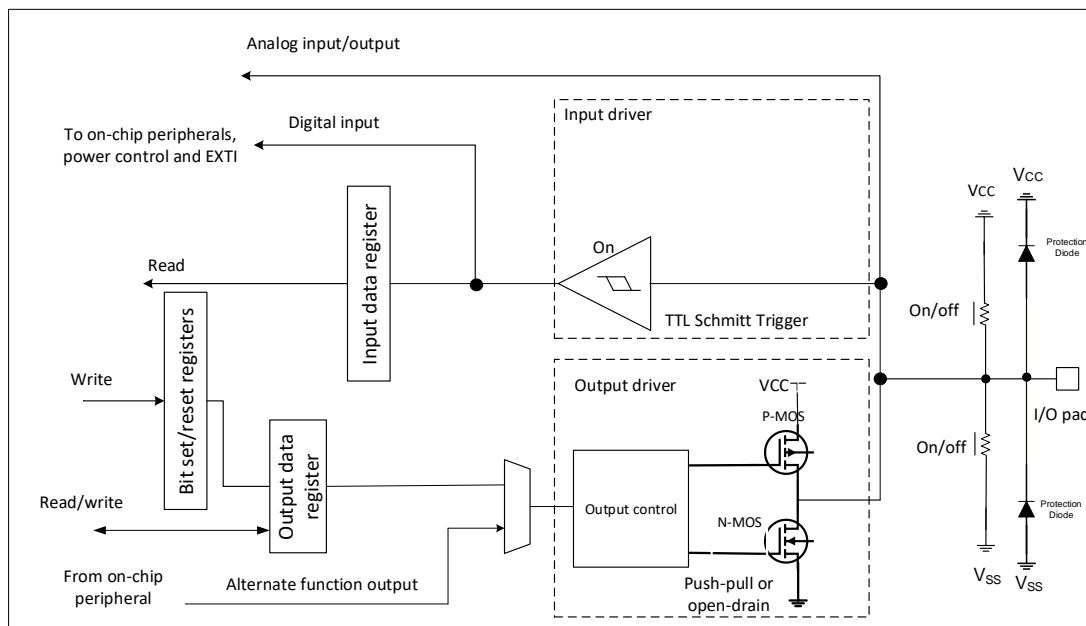 Analog input/output
Input driver
To on-chip peripherals,
power control and EXTI
Digital input
On
TTL Schmitt Trigger
Input data register
Read
Bit set/reset registers
Write
Output data
register
Read/write
From on-chip
peripheral
Alternate function output
Output driver
VCC
P-MOS
Output control
N-MOS
Push-pull or
open-drain
VCC
VCC
Protection
Diode
On/off
I/O pad
On/off
Protection
Diode
VSS
VSS